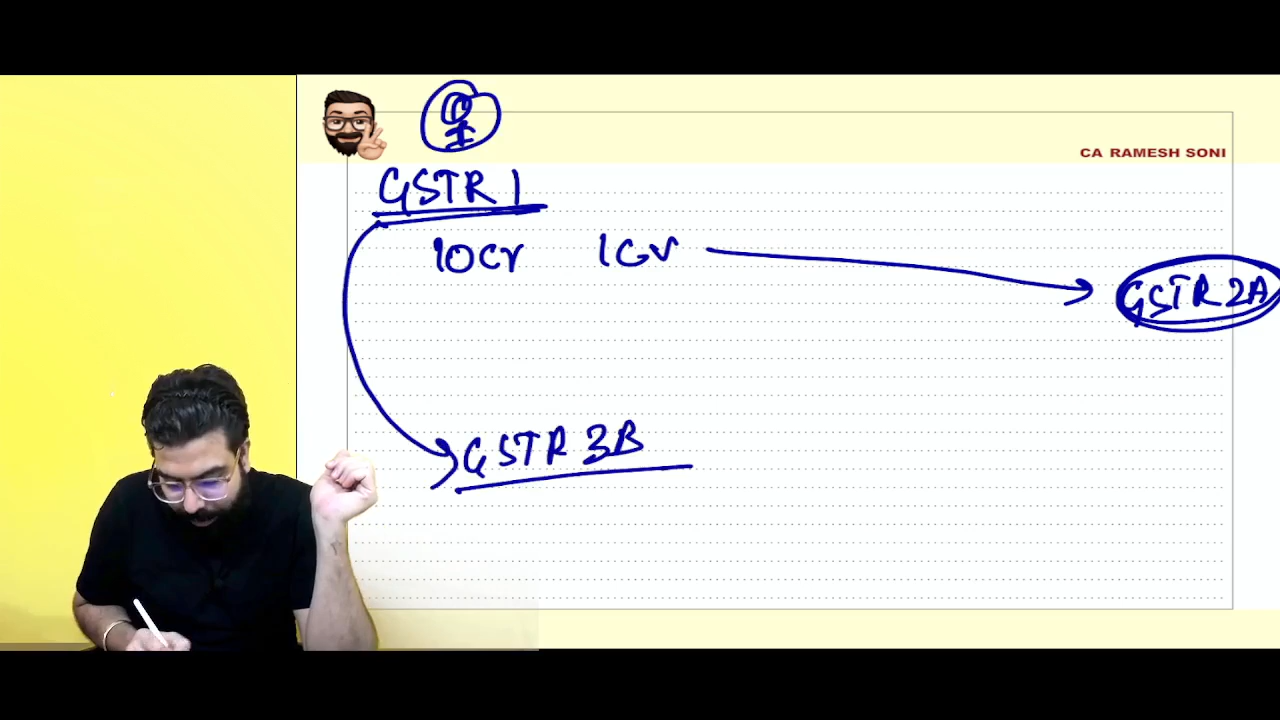 CA RAMESH SONI
GSTR 1
10Cr 1Cr
GSTR 2A
GSTR 3B